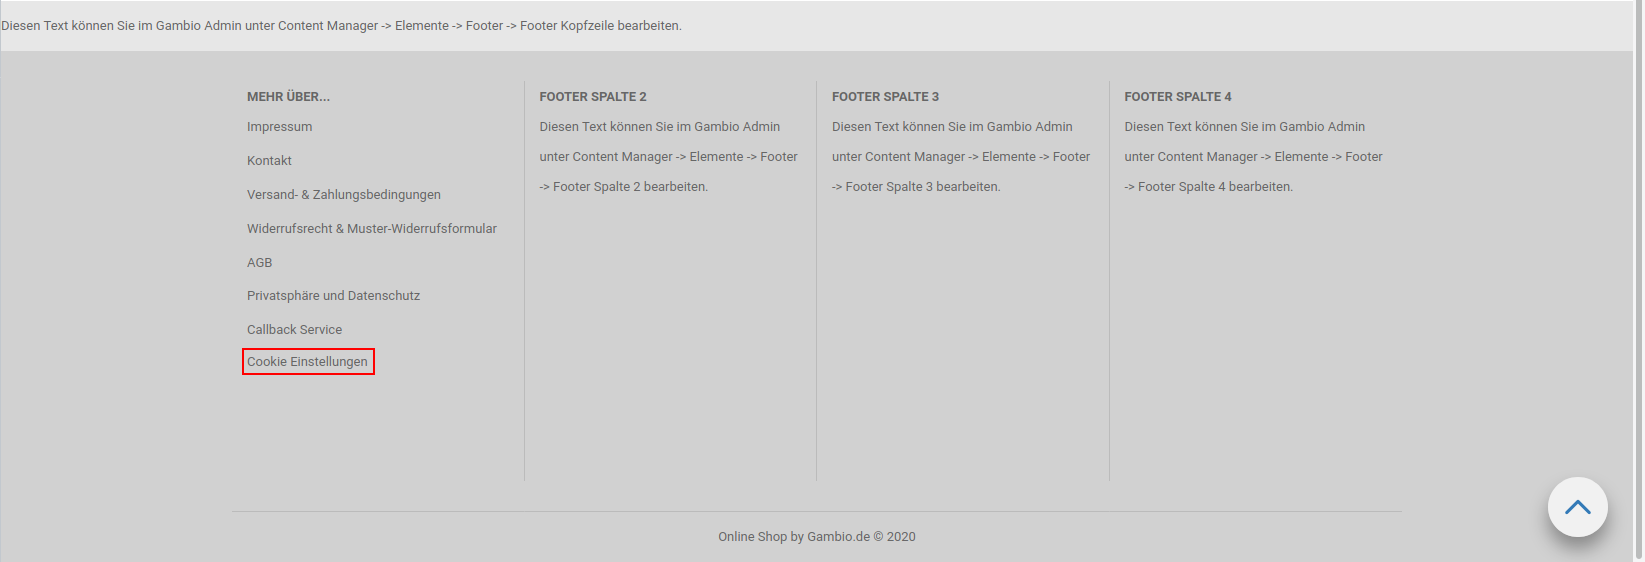 Diesen Text können Sie im Gambio Admin unter Content Manager -> Elemente -> Footer -> Footer Kopfzeile bearbeiten.
MEHR ÜBER...
Impressum
Kontakt
Versand- & Zahlungsbedingungen
Widerrufsrecht & Muster-Widerrufsformular
AGB
Privatsphäre und Datenschutz
Callback Service
Cookie Einstellungen
FOOTER SPALTE 2
Diesen Text können Sie im Gambio Admin
unter Content Manager -> Elemente -> Footer
-> Footer Spalte 2 bearbeiten.
FOOTER SPALTE 3
Diesen Text können Sie im Gambio Admin
unter Content Manager -> Elemente -> Footer
-> Footer Spalte 3 bearbeiten.
FOOTER SPALTE 4
Diesen Text können Sie im Gambio Admin
unter Content Manager -> Elemente -> Footer
-> Footer Spalte 4 bearbeiten.
Online Shop by Gambio.de © 2020